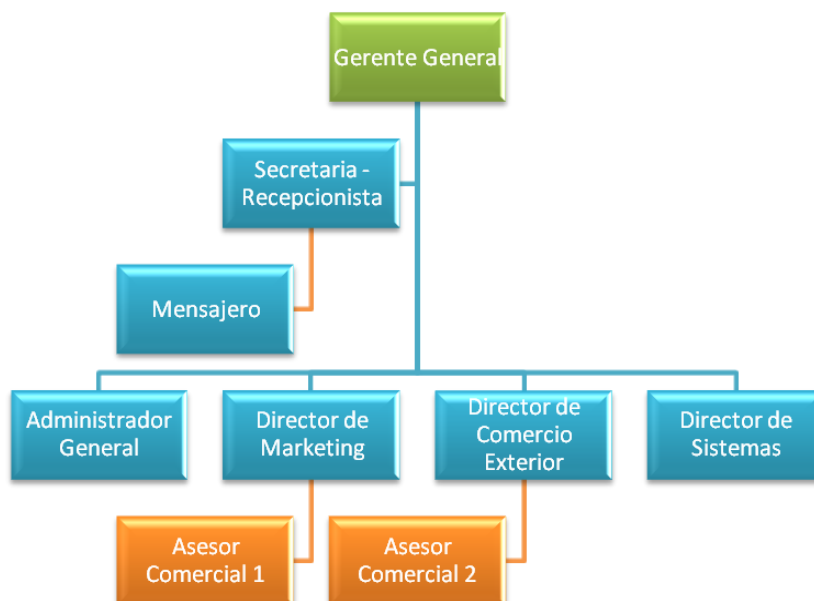 Gerente General
Secretaria -
Recepcionista
Mensajero
Administrador
General
Director de
Marketing
Director de
Comercio
Exterior
Director de
Sistemas
Asesor
Comercial 1
Asesor
Comercial 2